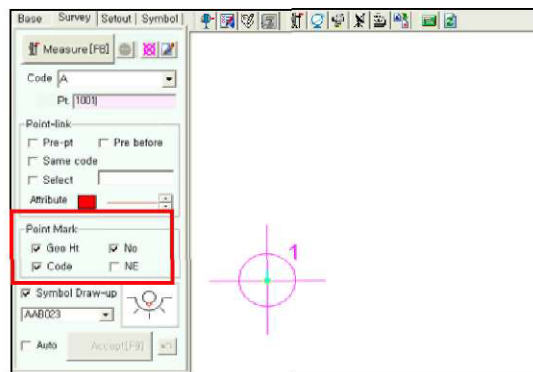 Base Survey Setout Symbol
Measure[F8]
Code A
Pt. 1001
Point-link
Pre-pt Pre before
Same code
Select
Attribute
Point Mark
Geo Ht No
Code NE
Symbol Draw-up
AAB023
Auto Accept[F9]
1